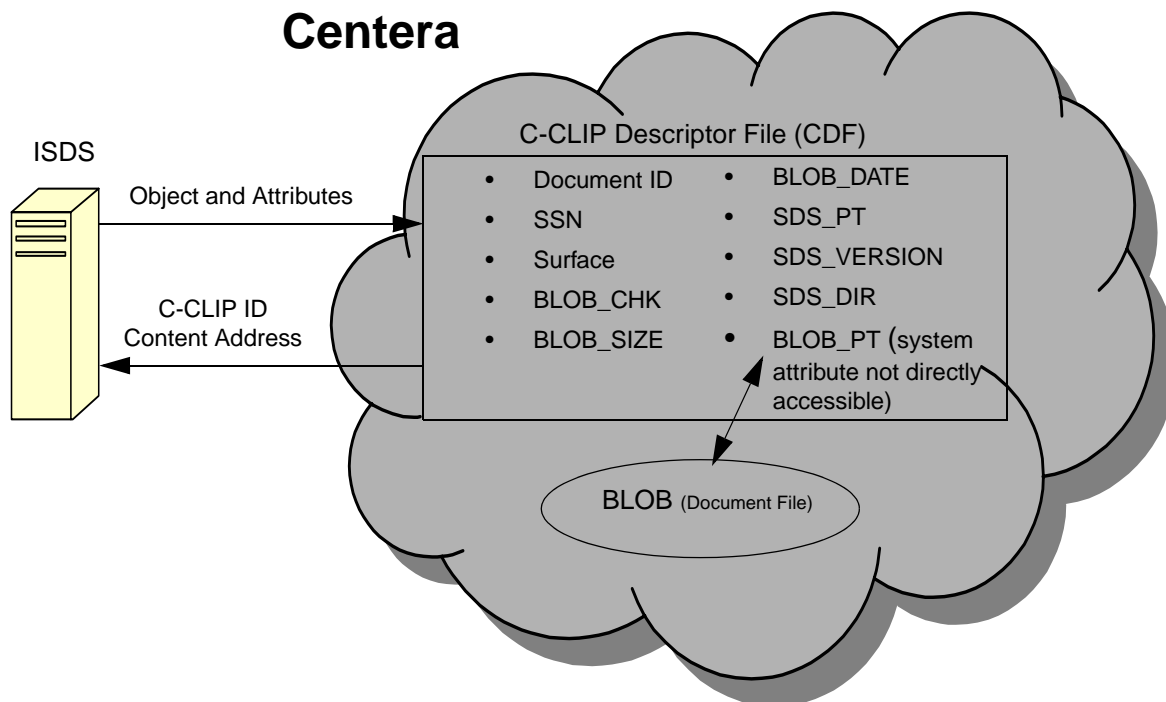 Centera
ISDS
Object and Attributes
C-CLIP ID
Content Address
C-CLIP Descriptor File (CDF)
• Document ID
• SSN
• Surface
• BLOB_CHK
• BLOB_SIZE
• BLOB_DATE
• SDS_PT
• SDS_VERSION
• SDS_DIR
• BLOB_PT (system
attribute not directly
accessible)
BLOB (Document File)